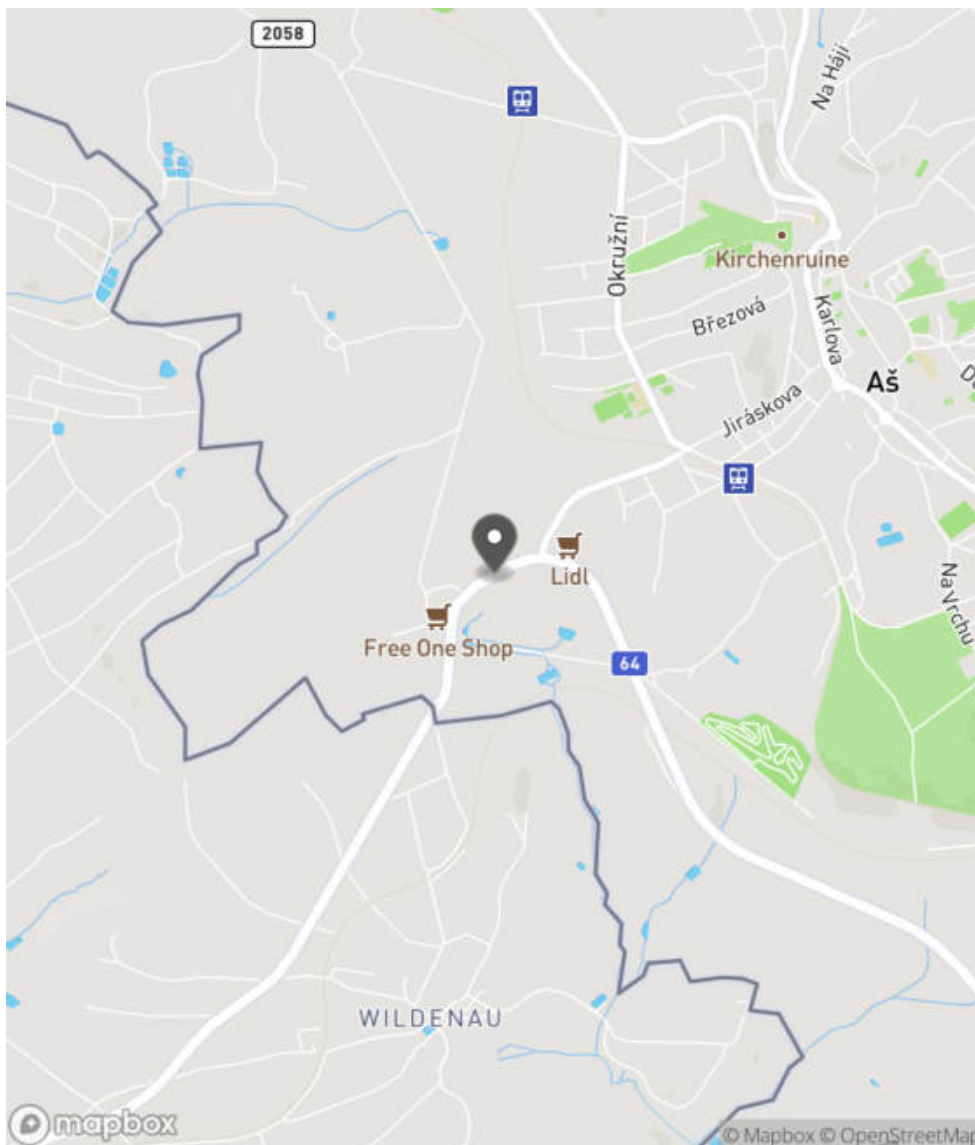 2058
Na Háji
Okružní
Kirchenruine
Březová
Karlova
Aš
Jiráskova
Lidl
Na Vrchu
Free One Shop
64
WILDENAU
mapbox
© Mapbox © OpenStreetMap